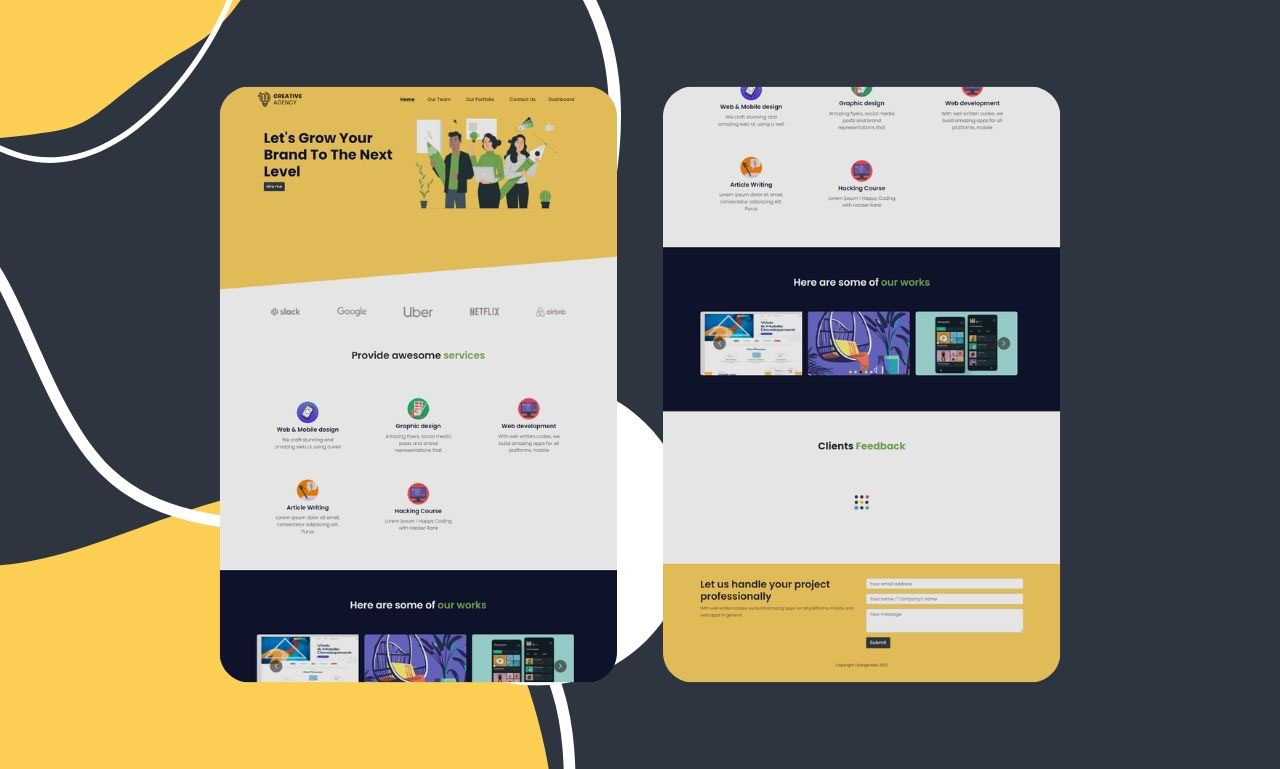 CREATIVE
AGENCY
Home Our Team Our Portfolio Contact Us Dashboard
Let's Grow Your
Brand To The Next
Level
Hire me
A
slack Google Uber NETFLIX airbnb
Provide awesome services
Web & Mobile design
We craft stunning and
amazing web UI, using a well
Graphic design
Amazing flyers, social media
posts and brand
representations that
Web development
With well written codes, we
build amazing apps for all
platforms, mobile
Article Writing
Lorem ipsum dolor sit amet,
consectetur adipiscing elit.
Purus
Hacking Course
Lorem Ipsum ! Happy Coding
with Hacker Rank
Here are some of our works
Web
& Mobile
Development
Web & Mobile design
We craft stunning and
amazing web UI, using a well
Graphic design
Amazing flyers, social media
posts and brand
representations that
Web development
With well written codes, we
build amazing apps for all
platforms, mobile
Article Writing
Lorem ipsum dolor sit amet,
consectetur adipiscing elit.
Purus
Hacking Course
Lorem Ipsum ! Happy Coding
with Hacker Rank
Here are some of our works
Web
& Mobile
Development
Clients Feedback
Let us handle your project
professionally
With well written codes, we build amazing apps for all platforms, mobile and
web apps in general.
Your email address
Your name / Company's name
Your message
Submit
Copyright Orange labs 2022